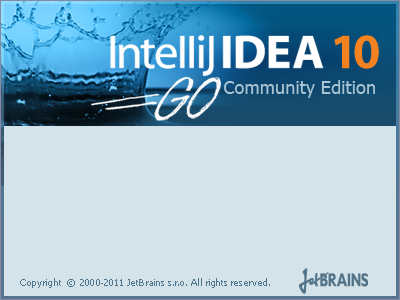 IntelliJ IDEA 10
GO Community Edition
Copyright © 2000-2011 JetBrains s.r.o. All rights reserved.
JetBRAINS